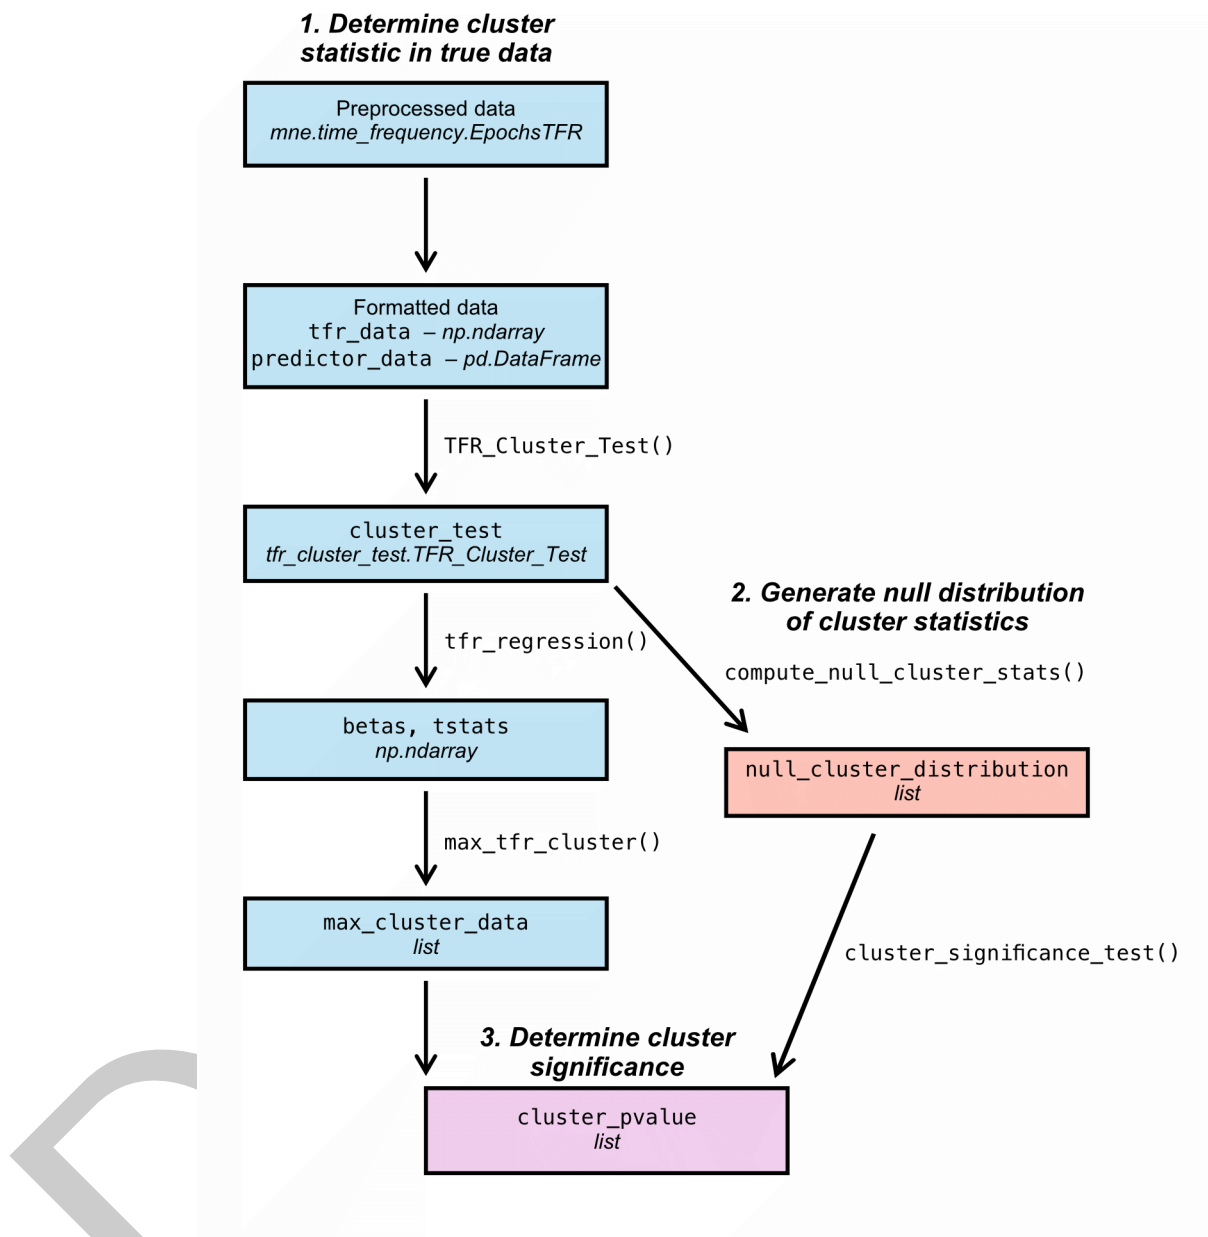 1. Determine cluster
statistic in true data
Preprocessed data
mne.time_frequency.EpochsTFR
Formatted data
tfr_data – np.ndarray
predictor_data – pd.DataFrame
TFR_Cluster_Test()
cluster_test
tfr_cluster_test.TFR_Cluster_Test
2. Generate null distribution
of cluster statistics
tfr_regression()
compute_null_cluster_stats()
betas, tstats
np.ndarray
null_cluster_distribution
list
max_tfr_cluster()
max_cluster_data
list
cluster_significance_test()
3. Determine cluster
significance
cluster_pvalue
list